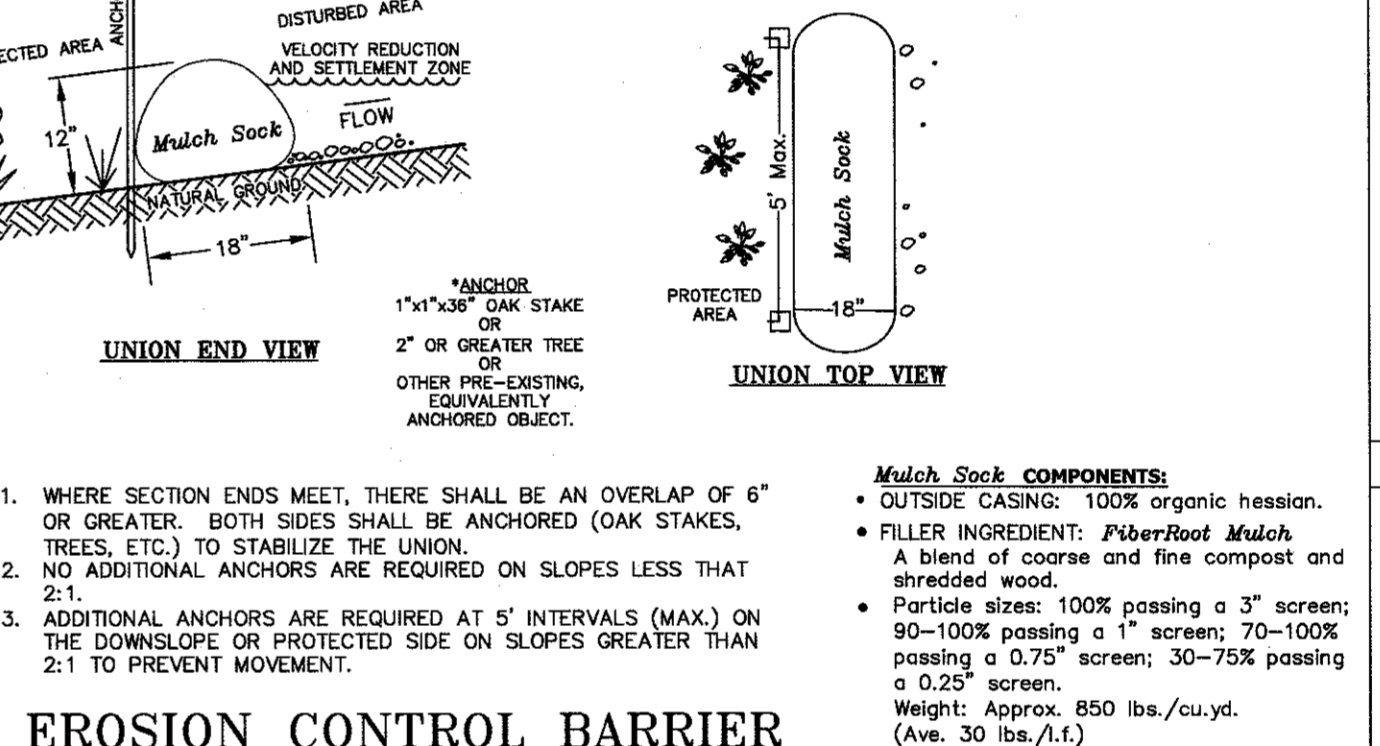 DISTURBED AREA
VELOCITY REDUCTION
AND SETTLEMENT ZONE
FLOW
12"
Mulch Sock
NATURAL GROUND
18"
UNION END VIEW
*ANCHOR
1"x1"x36" OAK STAKE
OR
2" OR GREATER TREE
OR
OTHER PRE-EXISTING,
EQUIVALENTLY
ANCHORED OBJECT.
5' Max.
Mulch Sock
PROTECTED
AREA
18"
UNION TOP VIEW
1. WHERE SECTION ENDS MEET, THERE SHALL BE AN OVERLAP OF 6"
OR GREATER. BOTH SIDES SHALL BE ANCHORED (OAK STAKES,
TREES, ETC.) TO STABILIZE THE UNION.
2. NO ADDITIONAL ANCHORS ARE REQUIRED ON SLOPES LESS THAT
2:1.
3. ADDITIONAL ANCHORS ARE REQUIRED AT 5' INTERVALS (MAX.) ON
THE DOWNSLOPE OR PROTECTED SIDE ON SLOPES GREATER THAN
2:1 TO PREVENT MOVEMENT.
EROSION CONTROL BARRIER
Mulch Sock COMPONENTS:
• OUTSIDE CASING: 100% organic hessian.
• FILLER INGREDIENT: FiberRoot Mulch
A blend of coarse and fine compost and
shredded wood.
• Particle sizes: 100% passing a 3" screen;
90-100% passing a 1" screen; 70-100%
passing a 0.75" screen; 30-75% passing
a 0.25" screen.
Weight: Approx. 850 lbs./cu.yd.
(Ave. 30 lbs./l.f.)